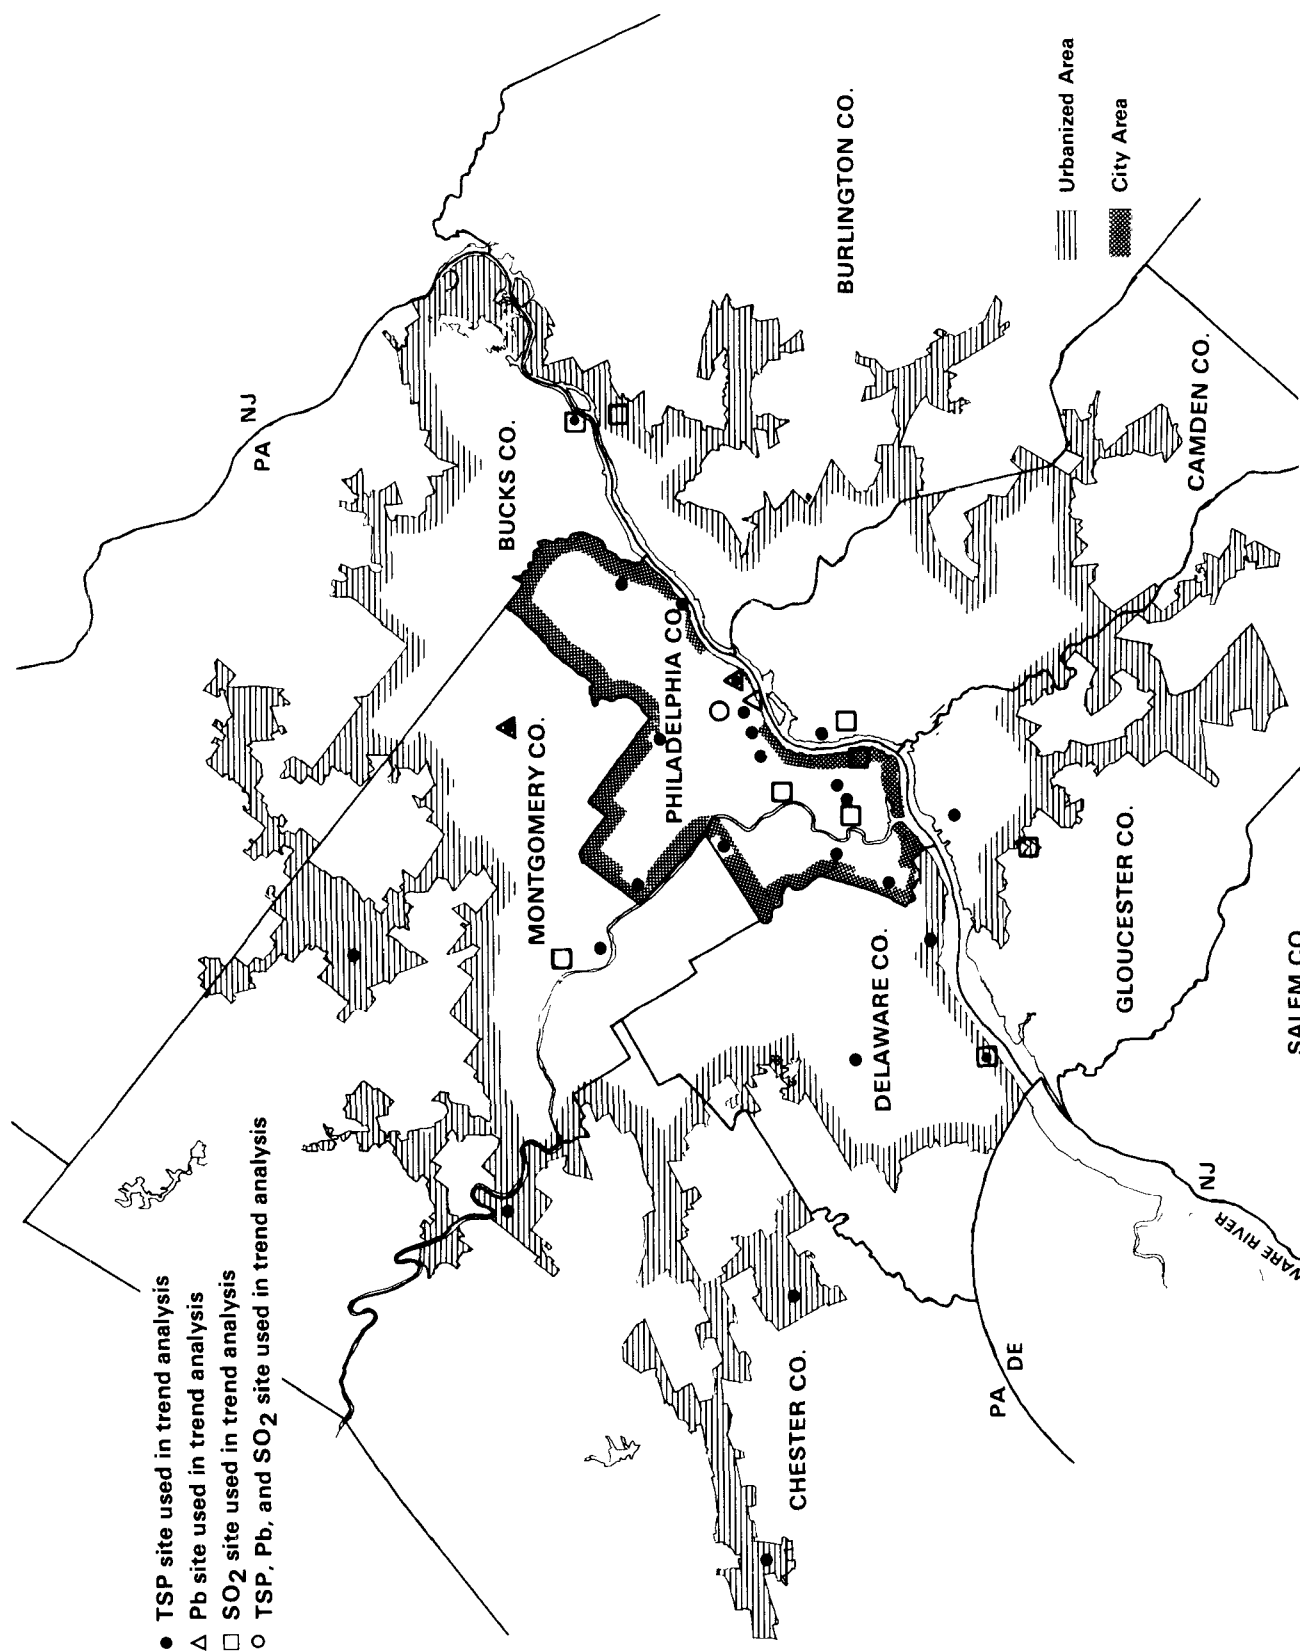 ● TSP site used in trend analysis
△ Pb site used in trend analysis
□ SO2 site used in trend analysis
○ TSP, Pb, and SO2 site used in trend analysis
PA
NJ
BUCKS CO.
MONTGOMERY CO.
PHILADELPHIA CO.
BURLINGTON CO.
Urbanized Area
City Area
CAMDEN CO.
CHESTER CO.
DELAWARE CO.
GLOUCESTER CO.
SALEM CO.
PA
DE
NJ
WARE RIVER